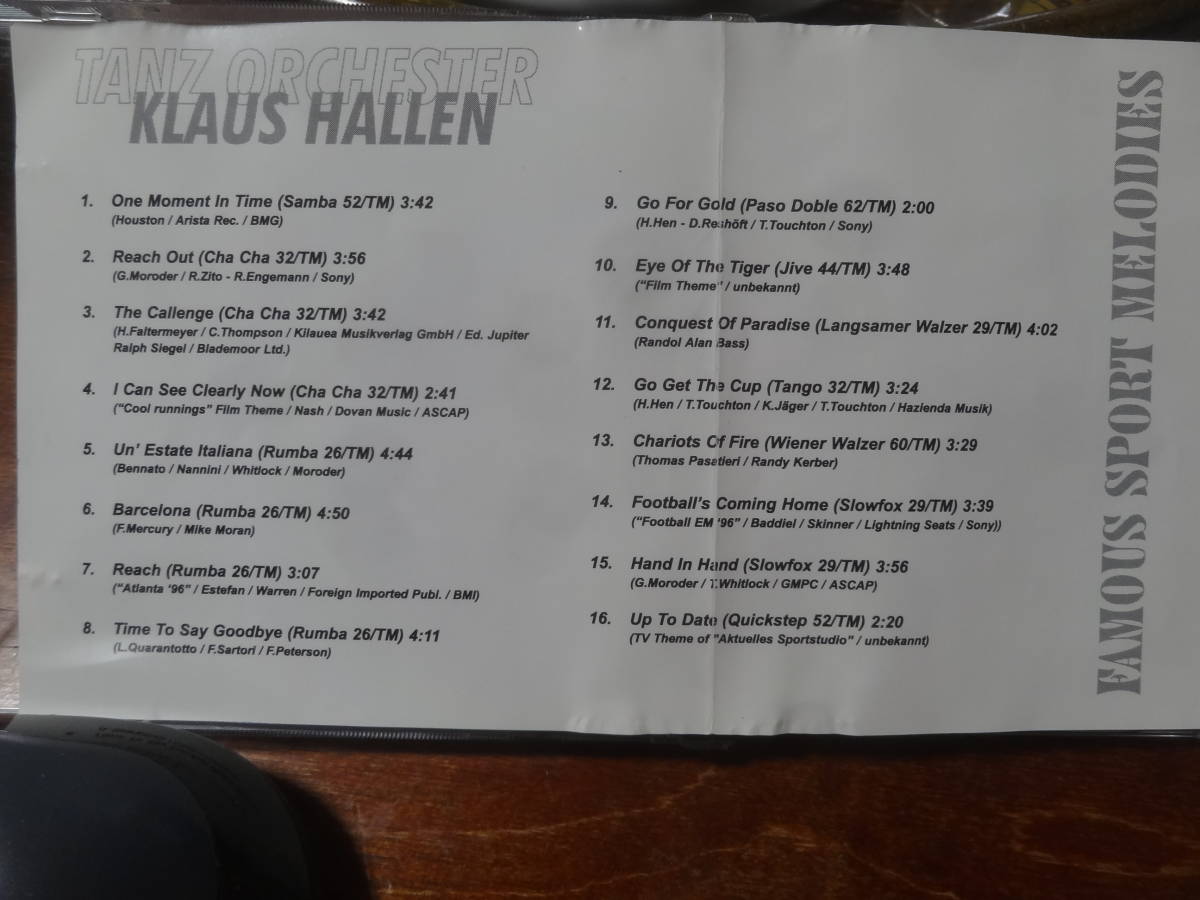 TANZ ORCHESTER
KLAUS HALLEN
1. One Moment In Time (Samba 52/TM) 3:42
(Houston / Arista Rec. / BMG)
2. Reach Out (Cha Cha 32/TM) 3:56
(G.Moroder / R.Zito - R.Engemann / Sony)
3. The Callenge (Cha Cha 32/TM) 3:42
(H.Faltermeyer / C.Thompson / Kilauea Musikverlag GmbH / Ed. Jupiter
Ralph Siegel / Blademoor Ltd.)
4. I Can See Clearly Now (Cha Cha 32/TM) 2:41
("Cool runnings" Film Theme / Nash / Dovan Music / ASCAP)
5. Un' Estate Italiana (Rumba 26/TM) 4:44
(Bennato / Nannini / Whitlock / Moroder)
6. Barcelona (Rumba 26/TM) 4:50
(F.Mercury / Mike Moran)
7. Reach (Rumba 26/TM) 3:07
("Atlanta '96" / Estefan / Warren / Foreign Imported Publ. / BMI)
8. Time To Say Goodbye (Rumba 26/TM) 4:11
(L.Quarantotto / F.Sartori / F.Peterson)
9. Go For Gold (Paso Doble 62/TM) 2:00
(H.Hen - D.Reshöft / T.Touchton / Sony)
10. Eye Of The Tiger (Jive 44/TM) 3:48
("Film Theme" / unbekannt)
11. Conquest Of Paradise (Langsamer Walzer 29/TM) 4:02
(Randol Alan Bass)
12. Go Get The Cup (Tango 32/TM) 3:24
(H.Hen / T.Touchton / K.Jäger / T.Touchton / Hazienda Musik)
13. Chariots Of Fire (Wiener Walzer 60/TM) 3:29
(Thomas Pasatieri / Randy Kerber)
14. Football's Coming Home (Slowfox 29/TM) 3:39
("Football EM '96" / Baddiel / Skinner / Lightning Seats / Sony))
15. Hand In Hand (Slowfox 29/TM) 3:56
(G.Moroder / T.Whitlock / GMPC / ASCAP)
16. Up To Date (Quickstep 52/TM) 2:20
(TV Theme of "Aktuelles Sportstudio" / unbekannt)
FAMOUS SPORT MELODIES